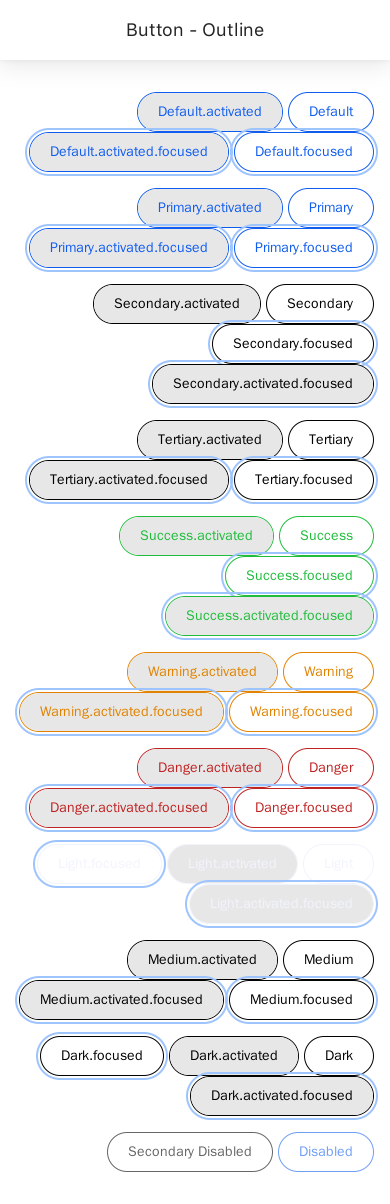 Button - Outline
Default.activated Default
Default.activated.focused Default.focused
Primary.activated Primary
Primary.activated.focused Primary.focused
Secondary.activated Secondary
Secondary.focused
Secondary.activated.focused
Tertiary.activated Tertiary
Tertiary.activated.focused Tertiary.focused
Success.activated Success
Success.focused
Success.activated.focused
Warning.activated Warning
Warning.activated.focused Warning.focused
Danger.activated Danger
Danger.activated.focused Danger.focused
Light.focused Light.activated Light
Light.activated.focused
Medium.activated Medium
Medium.activated.focused Medium.focused
Dark.focused Dark.activated Dark
Dark.activated.focused
Secondary Disabled Disabled